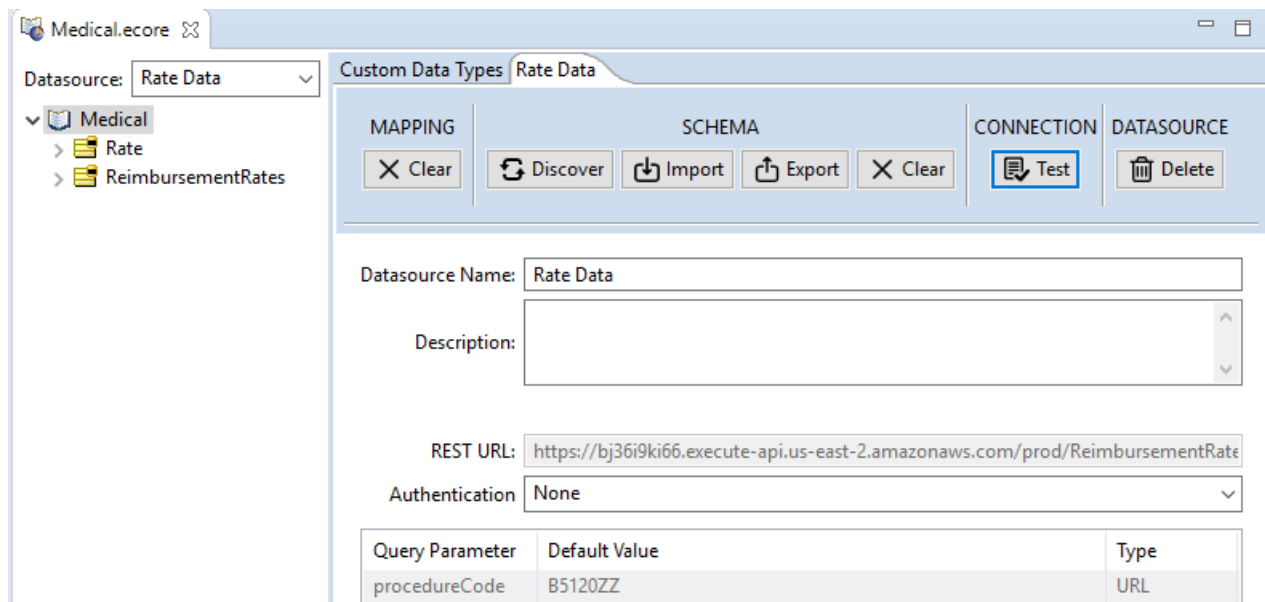 Medical.ecore
Datasource: Rate Data
Medical
Rate
ReimbursementRates
Custom Data Types Rate Data
MAPPING SCHEMA CONNECTION DATASOURCE
Clear Discover Import Export Clear Test Delete
Datasource Name: Rate Data
Description:
REST URL: https://bj36i9ki66.execute-api.us-east-2.amazonaws.com/prod/ReimbursementRate
Authentication None
Query Parameter Default Value Type
procedureCode B5120ZZ URL